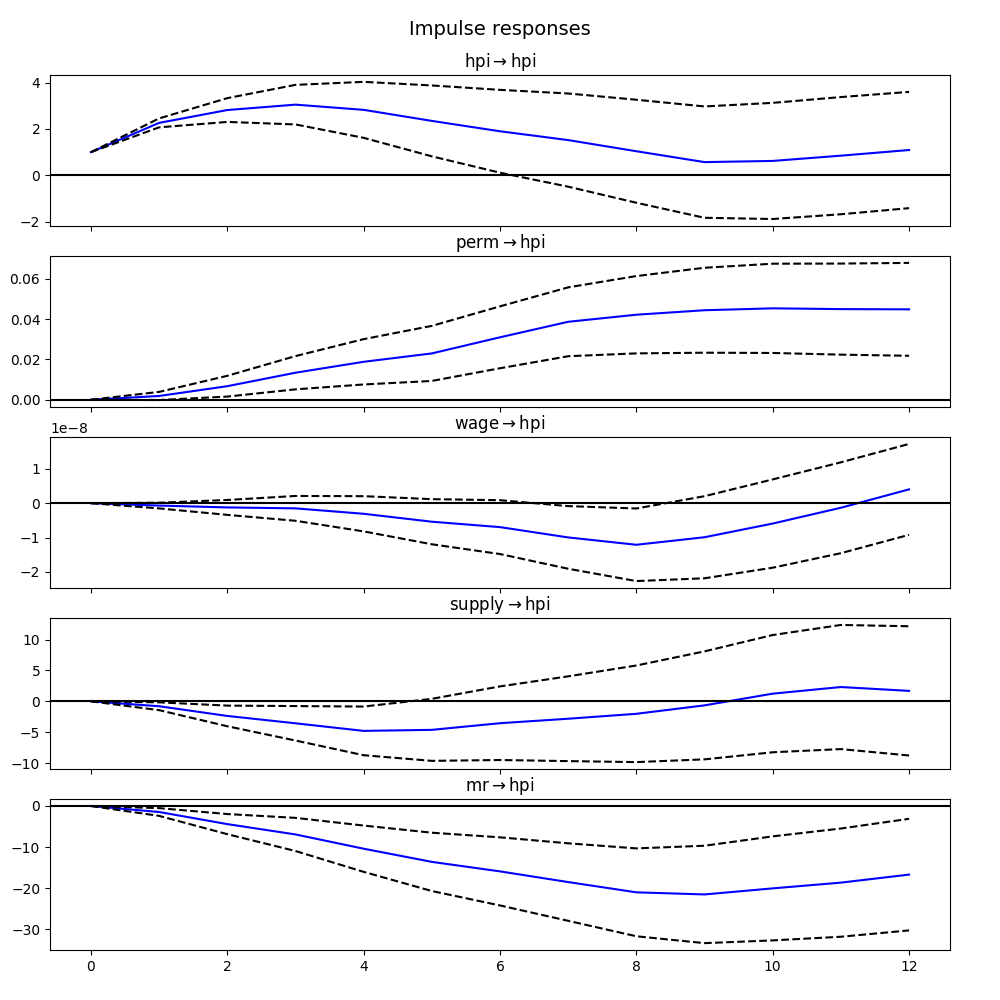 Impulse responses
hpi → hpi
4
2
0
−2
perm → hpi
0.06
0.04
0.02
0.00
wage → hpi
1e−8
1
0
−1
−2
supply → hpi
10
5
0
−5
−10
mr → hpi
0
−10
−20
−30
0 2 4 6 8 10 12